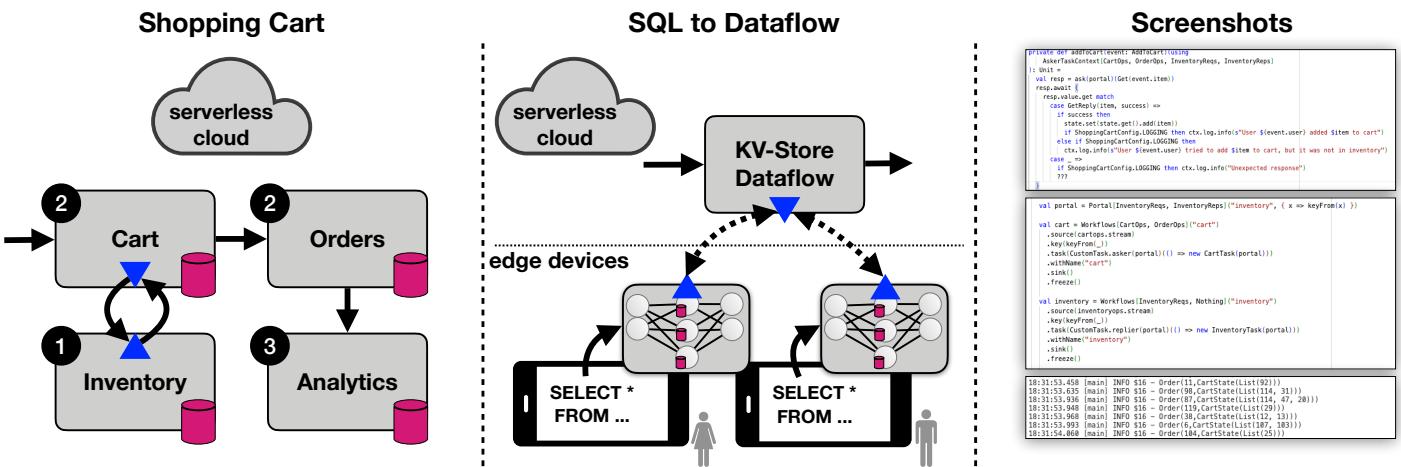 Shopping Cart
serverless
cloud
2
Cart
2
Orders
1
Inventory
3
Analytics
SQL to Dataflow
serverless
cloud
KV-Store
Dataflow
edge devices
SELECT *
FROM ...
SELECT *
FROM ...
Screenshots
private def addToCart(event: AddToCart)(using
AskerTaskContext[CartOps, OrderOps, InventoryReqs, InventoryReps]
): Unit =
val resp = ask(portal)(Get(event.item))
resp.await {
resp.value.get match
case GetReply(item, success) =>
if success then
state.set(state.get().add(item))
if ShoppingCartConfig.LOGGING then ctx.log.info(s"User ${event.user} added $item to cart")
else if ShoppingCartConfig.LOGGING then
ctx.log.info(s"User ${event.user} tried to add $item to cart, but it was not in inventory")
case _ =>
if ShoppingCartConfig.LOGGING then ctx.log.info("Unexpected response")
???
}
val portal = Portal[InventoryReqs, InventoryReps]("inventory", { x => keyFrom(x) })
val cart = Workflows[CartOps, OrderOps]("cart")
.source(cartops.stream)
.key(keyFrom(_))
.task(CustomTask.asker(portal)(() => new CartTask(portal)))
.withName("cart")
.sink()
.freeze()
val inventory = Workflows[InventoryReqs, Nothing]("inventory")
.source(inventoryops.stream)
.key(keyFrom(_))
.task(CustomTask.replier(portal)(() => new InventoryTask(portal)))
.withName("inventory")
.sink()
.freeze()
18:31:53.458 [main] INFO $16 - Order(11,CartState(List(92)))
18:31:53.635 [main] INFO $16 - Order(98,CartState(List(114, 31)))
18:31:53.936 [main] INFO $16 - Order(87,CartState(List(114, 47, 20)))
18:31:53.948 [main] INFO $16 - Order(119,CartState(List(29)))
18:31:53.968 [main] INFO $16 - Order(38,CartState(List(12, 13)))
18:31:53.993 [main] INFO $16 - Order(6,CartState(List(107, 103)))
18:31:54.060 [main] INFO $16 - Order(104,CartState(List(25)))